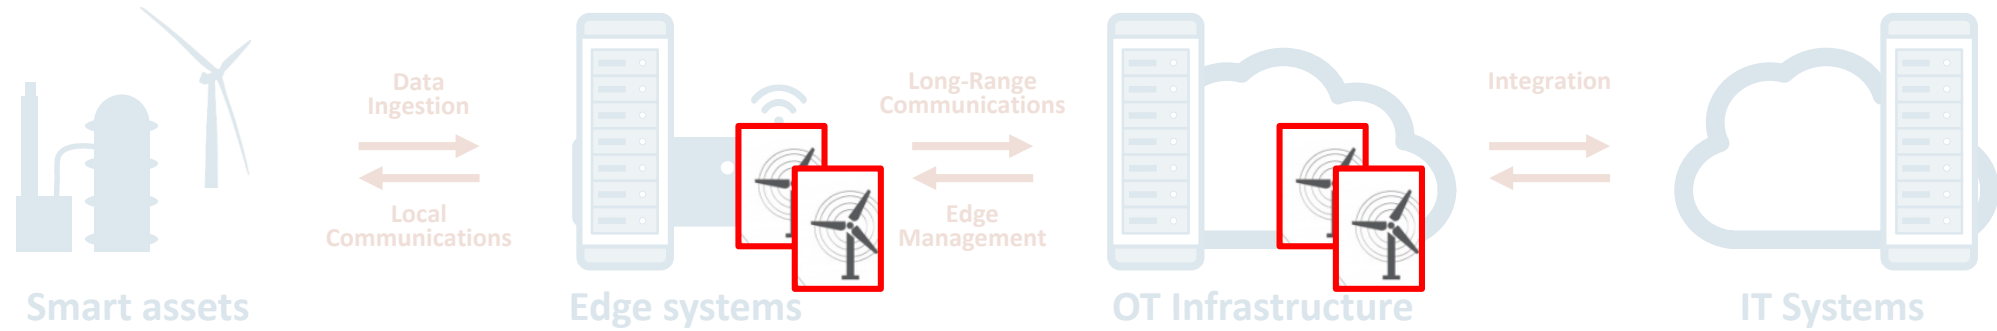 Data
Ingestion
Local
Communications
Long-Range
Communications
Edge
Management
Integration
Smart assets
Edge systems
OT Infrastructure
IT Systems